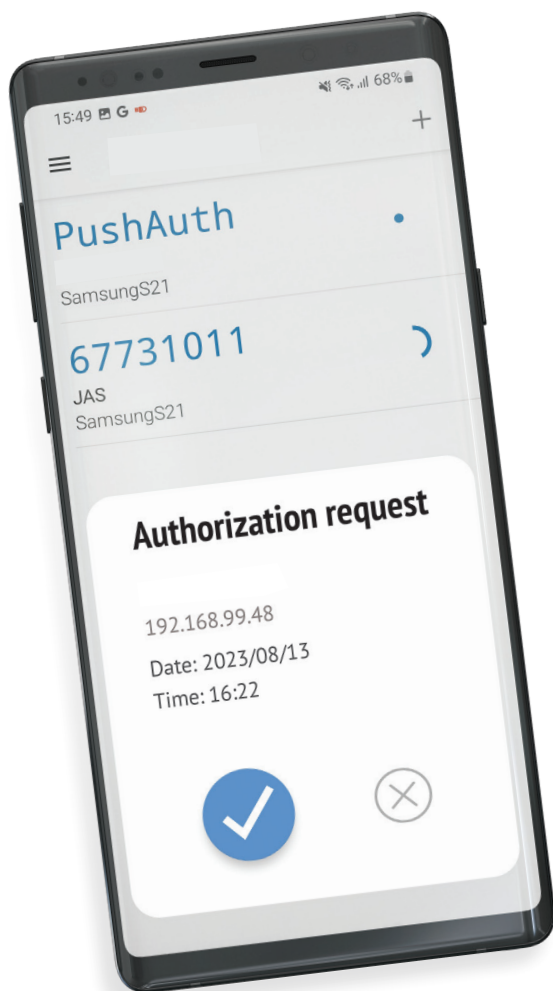 15:49 G 68%
PushAuth
SamsungS21
67731011
JAS
SamsungS21
Authorization request
192.168.99.48
Date: 2023/08/13
Time: 16:22